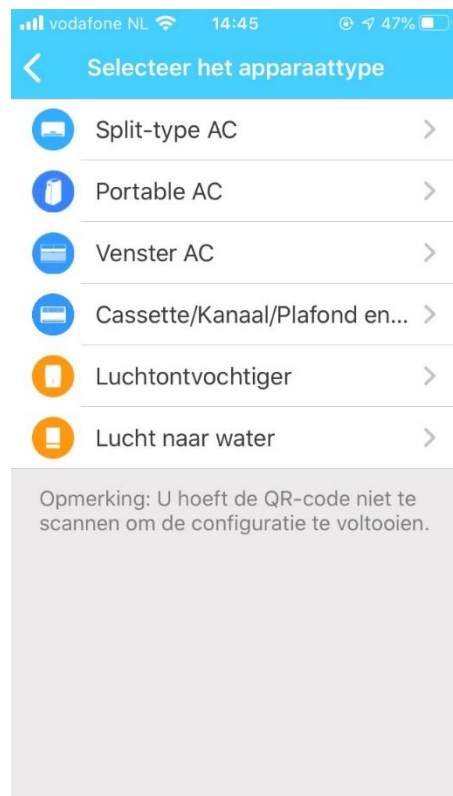 vodafone NL 14:45 47%
Selecteer het apparaattype
Split-type AC
Portable AC
Venster AC
Cassette/Kanaal/Plafond en...
Luchtontvochtiger
Lucht naar water
Opmerking: U hoeft de QR-code niet te
scannen om de configuratie te voltooien.